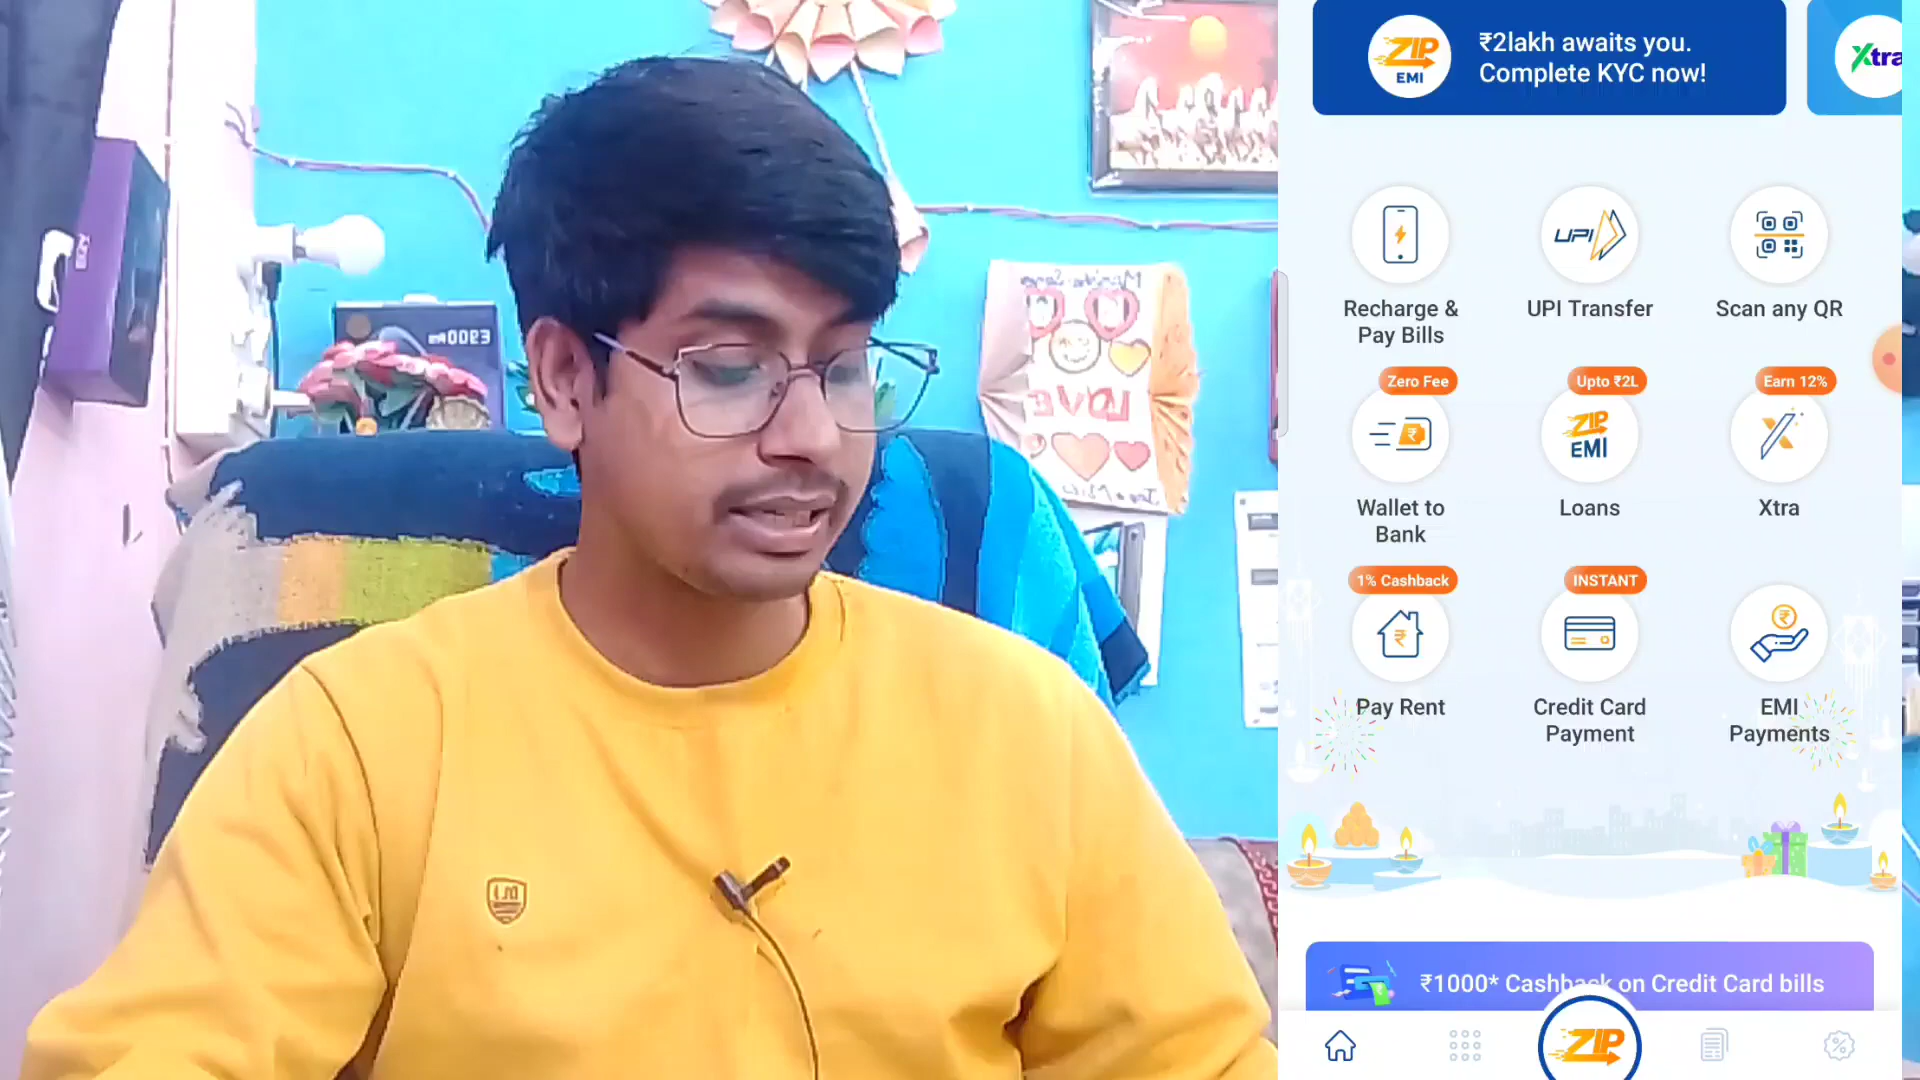 ZIP
EMI
₹2lakh awaits you.
Complete KYC now!
Xtra
UPI
Recharge &
Pay Bills
UPI Transfer
Scan any QR
Zero Fee
Upto ₹2L
Earn 12%
ZIP
EMI
Wallet to
Bank
Loans
Xtra
1% Cashback
INSTANT
Pay Rent
Credit Card
Payment
EMI
Payments
₹1000* Cashback on Credit Card bills
ZIP
LOVE